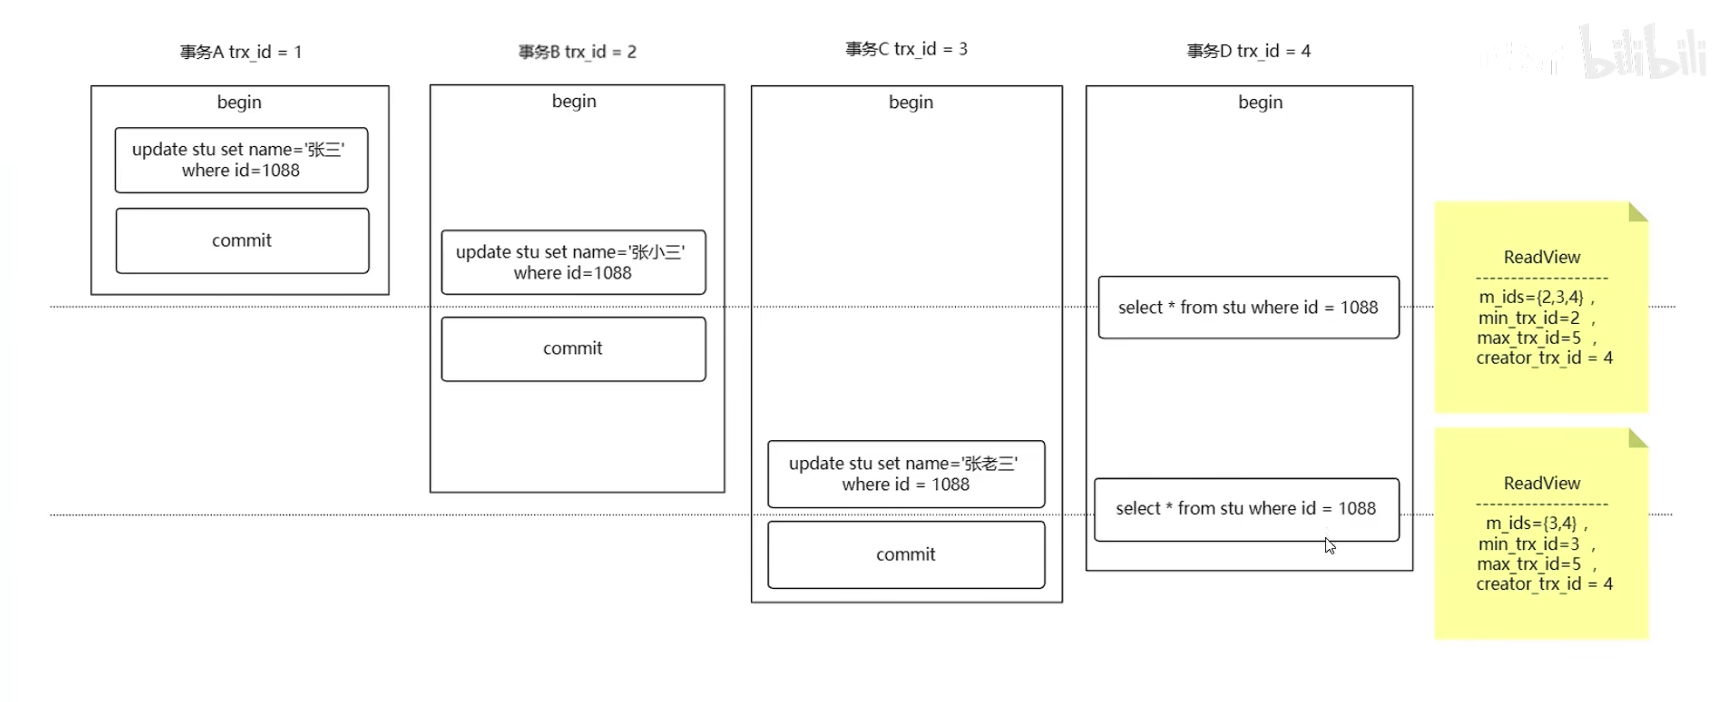 事务A trx_id = 1
begin
update stu set name='张三'
where id=1088
commit
事务B trx_id = 2
begin
update stu set name='张小三'
where id=1088
commit
事务C trx_id = 3
begin
update stu set name='张老三'
where id = 1088
commit
事务D trx_id = 4
begin
select * from stu where id = 1088
select * from stu where id = 1088
bilibili
ReadView
m_ids={2,3,4} ,
min_trx_id=2 ,
max_trx_id=5 ,
creator_trx_id = 4
ReadView
m_ids={3,4} ,
min_trx_id=3 ,
max_trx_id=5 ,
creator_trx_id = 4